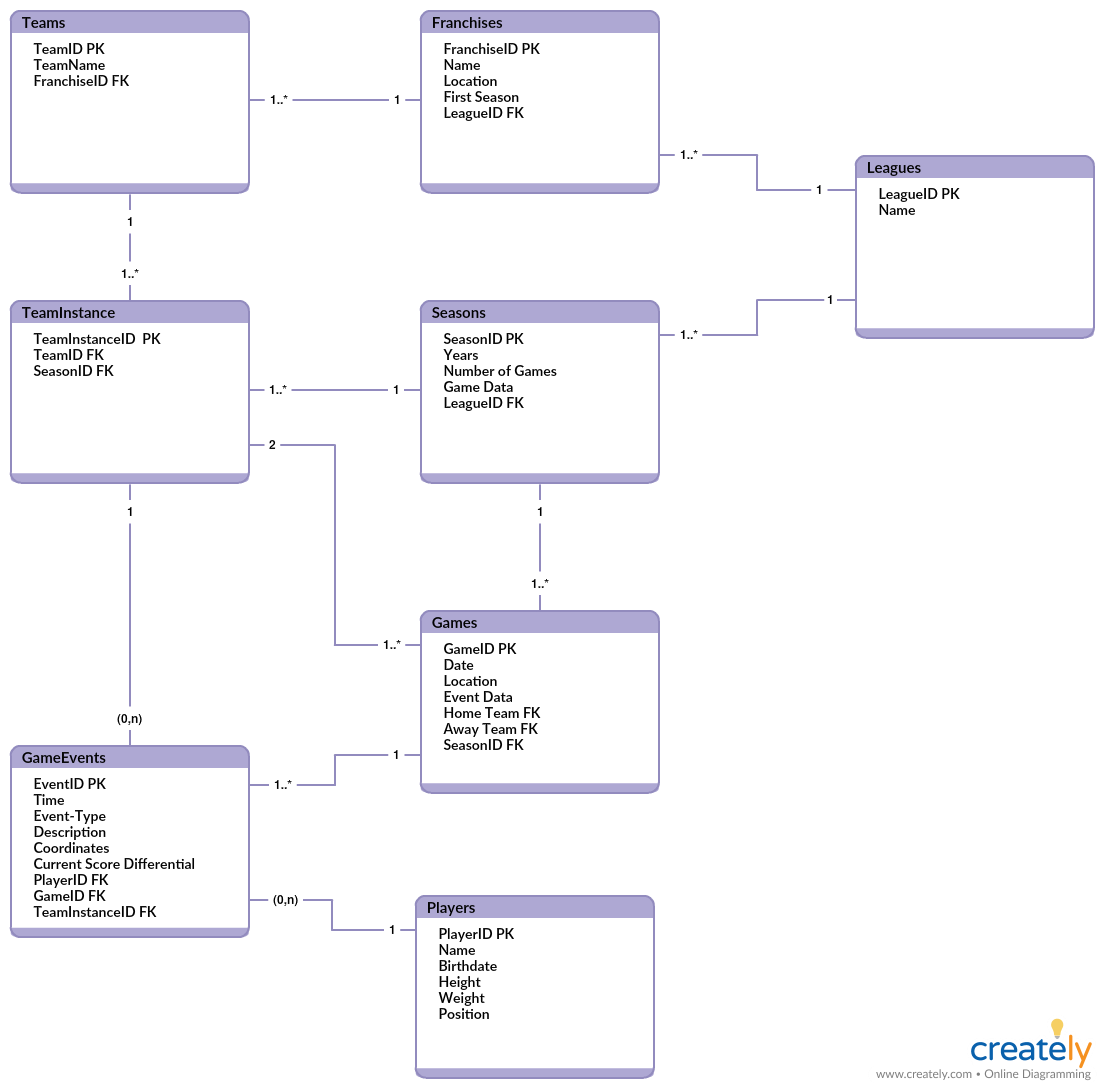 Teams
TeamID PK
TeamName
FranchiseID FK
Franchises
FranchiseID PK
Name
Location
First Season
LeagueID FK
1..*
1
1..*
1
Leagues
LeagueID PK
Name
1
1..*
TeamInstance
TeamInstanceID  PK
TeamID FK
SeasonID FK
Seasons
SeasonID PK
Years
Number of Games
Game Data
LeagueID FK
1
1..*
1..*
1
2
1
1
1..*
1..*
Games
GameID PK
Date
Location
Event Data
Home Team FK
Away Team FK
SeasonID FK
(0,n)
GameEvents
EventID PK
Time
Event-Type
Description
Coordinates
Current Score Differential
PlayerID FK
GameID FK
TeamInstanceID FK
1
1..*
(0,n)
1
Players
PlayerID PK
Name
Birthdate
Height
Weight
Position
creately
www.creately.com • Online Diagramming